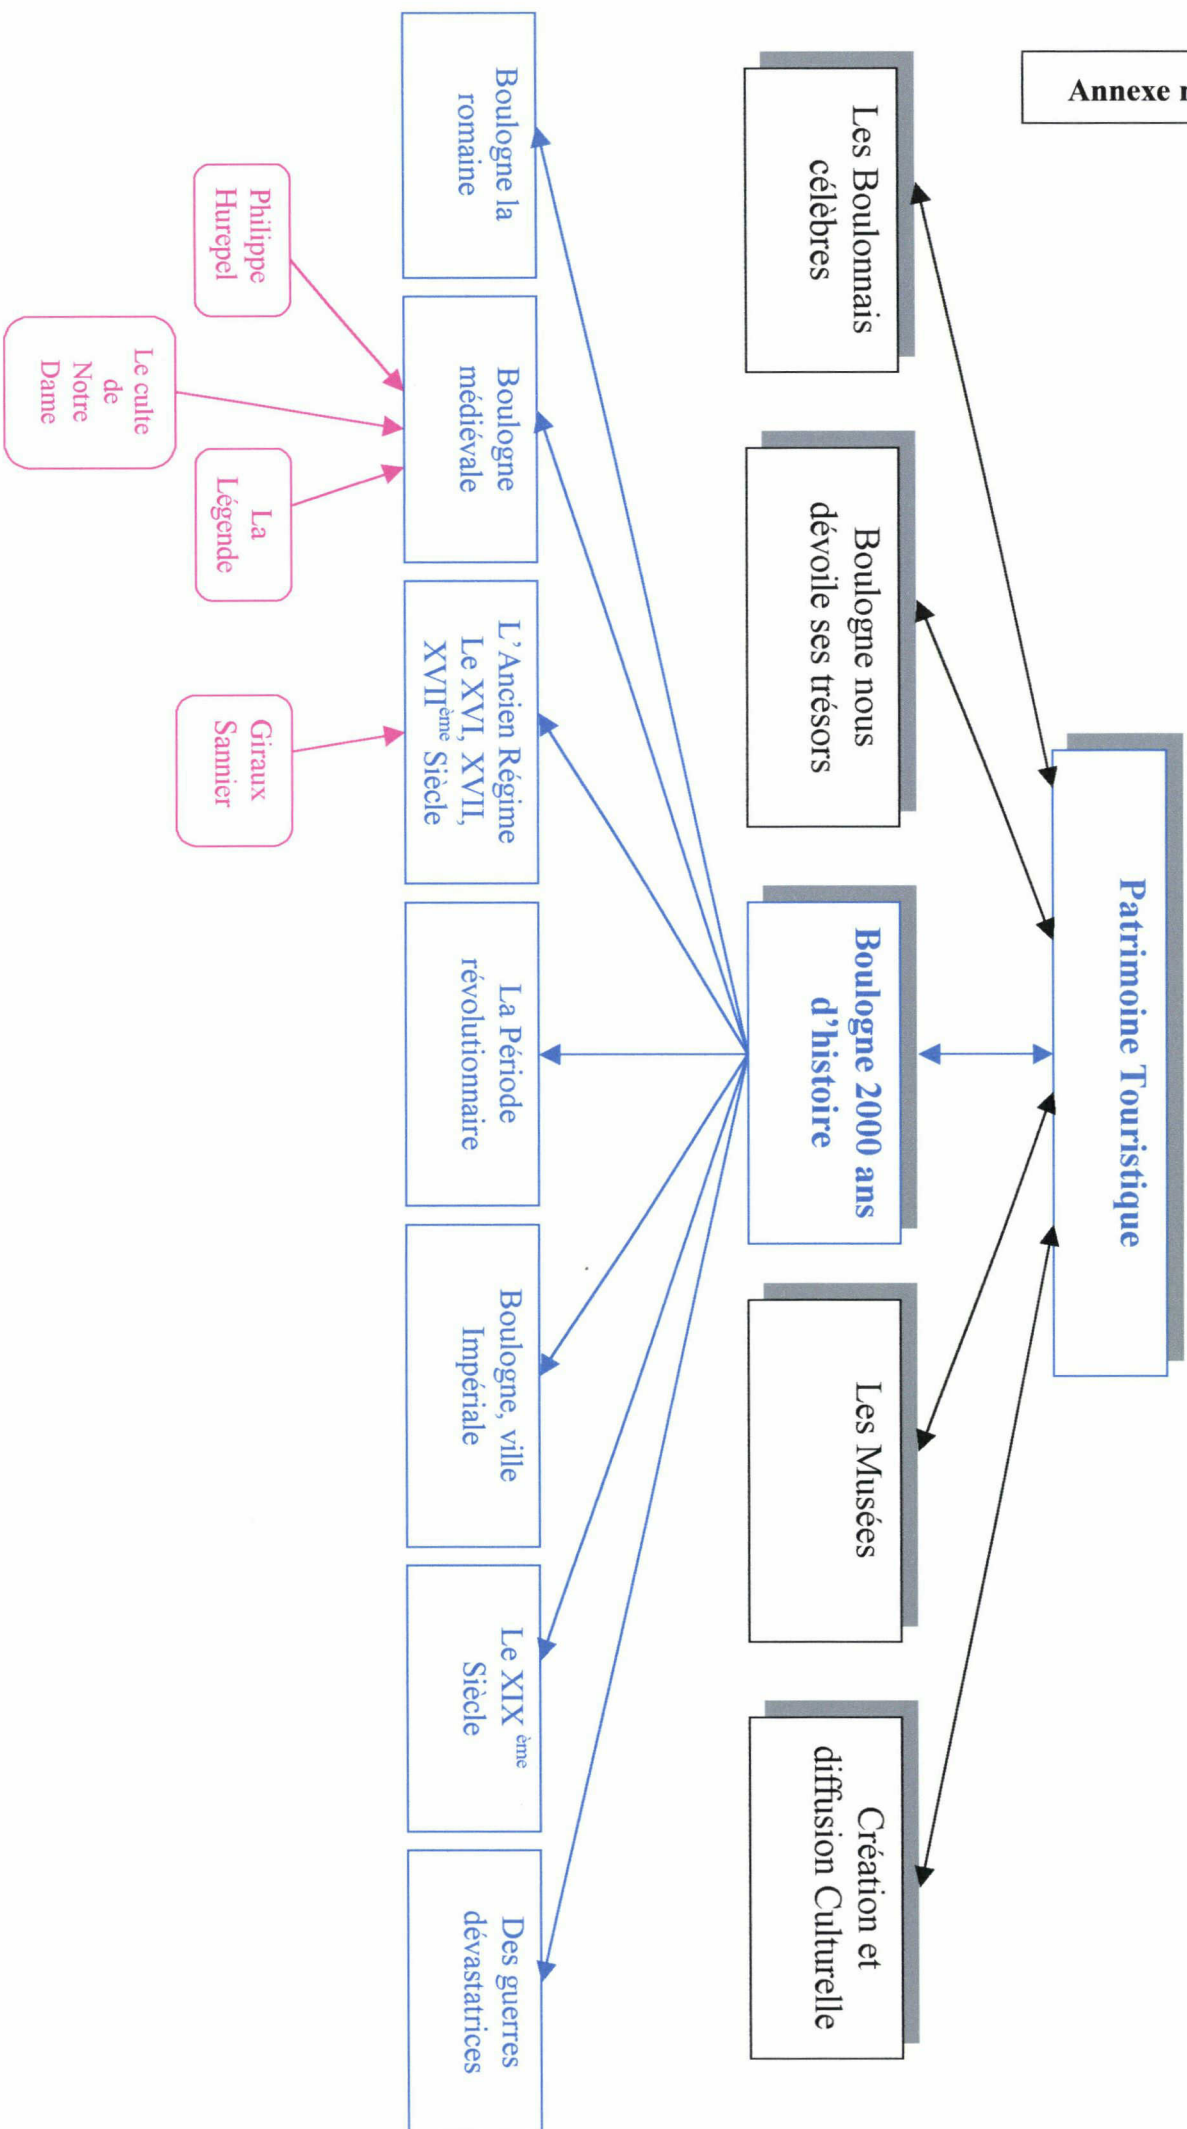 Annexe
Patrimoine Touristique
Les Boulonnais
célèbres
Boulogne nous
dévoile ses trésors
Boulogne 2000 ans
d'histoire
Les Musées
Création et
diffusion Culturelle
Boulogne la
romaine
Boulogne
médiévale
L'Ancien Régime
Le XVI, XVII,
XVIIème Siècle
La Période
révolutionnaire
Boulogne, ville
Impériale
Le XIX ème
Siècle
Des guerres
dévastatrices
Philippe
Hurepel
Le culte
de
Notre
Dame
La
Légende
Giraux
Sannier